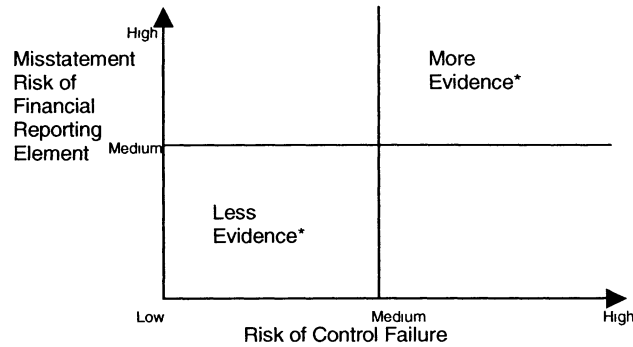 High
Misstatement
Risk of
Financial
Reporting
Element
More
Evidence*
Medium
Less
Evidence*
Low
Medium
High
Risk of Control Failure